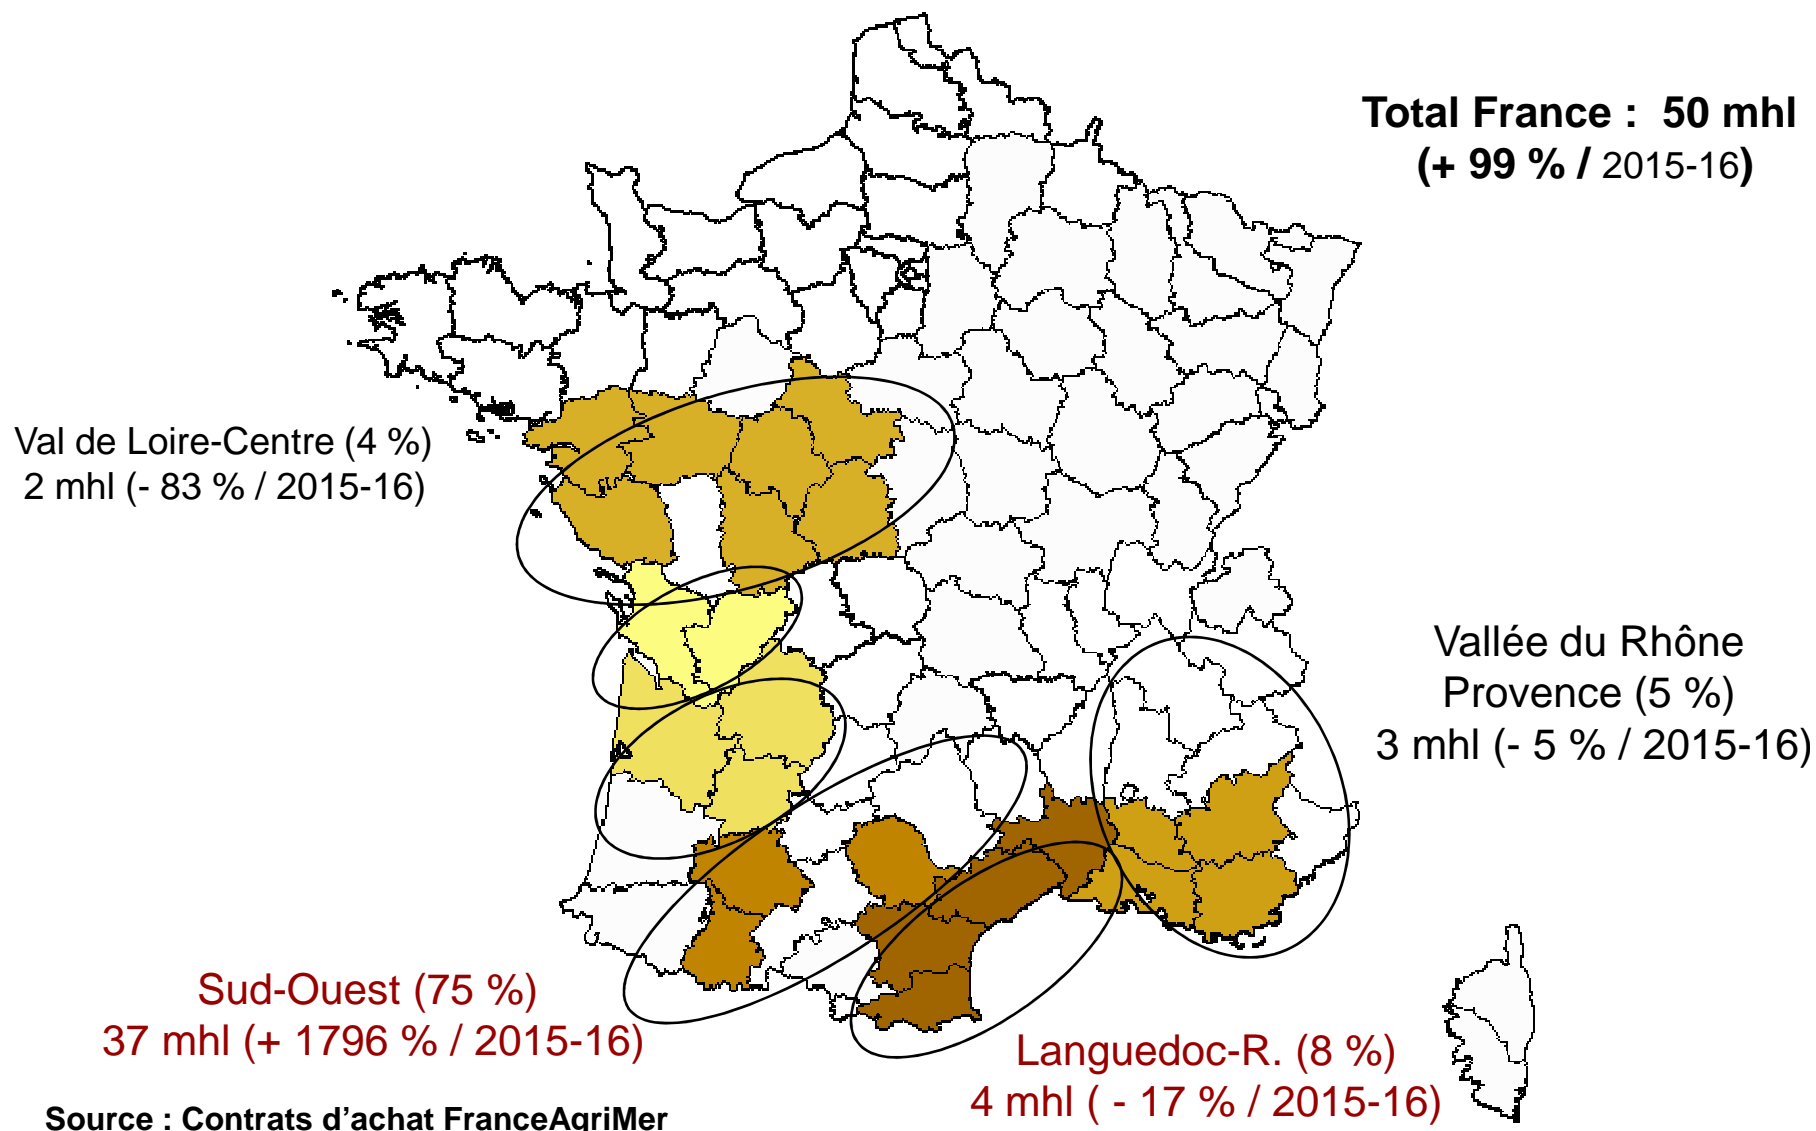 Total France :  50 mhl
(+ 99 % / 2015-16)
Val de Loire-Centre (4 %)
2 mhl (- 83 % / 2015-16)
Vallée du Rhône
Provence (5 %)
3 mhl (- 5 % / 2015-16)
Sud-Ouest (75 %)
37 mhl (+ 1796 % / 2015-16)
Languedoc-R. (8 %)
4 mhl ( - 17 % / 2015-16)
Source : Contrats d’achat FranceAgriMer